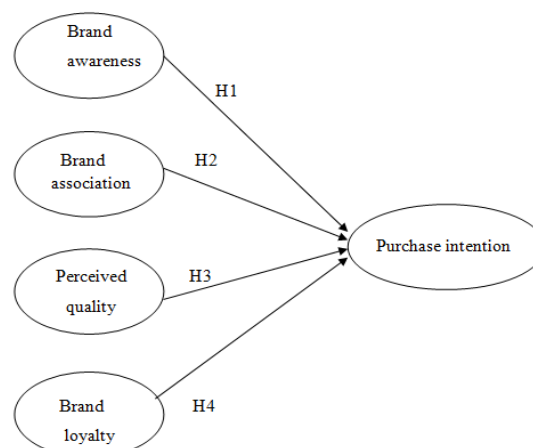 Brand
awareness
H1
Brand
association
H2
Purchase intention
Perceived
quality
H3
Brand
loyalty
H4